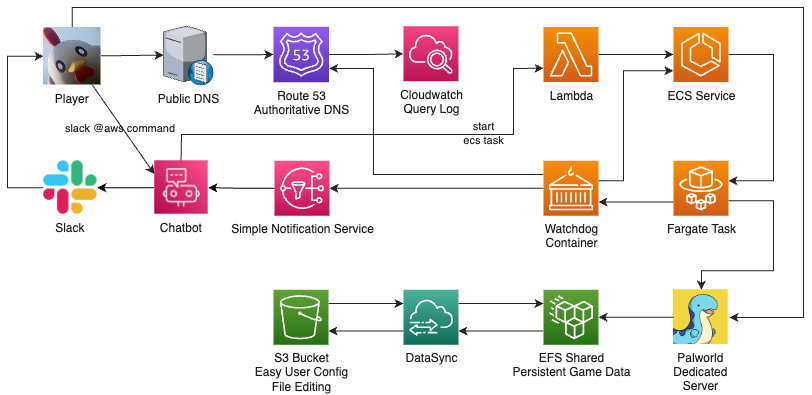 53
Player
Public DNS
Route 53
Authoritative DNS
Cloudwatch
Query Log
Lambda
ECS Service
slack @aws command
start
ecs task
Slack
Chatbot
Simple Notification Service
Watchdog
Container
Fargate Task
S3 Bucket
Easy User Config
File Editing
DataSync
EFS Shared
Persistent Game Data
Palworld
Dedicated
Server